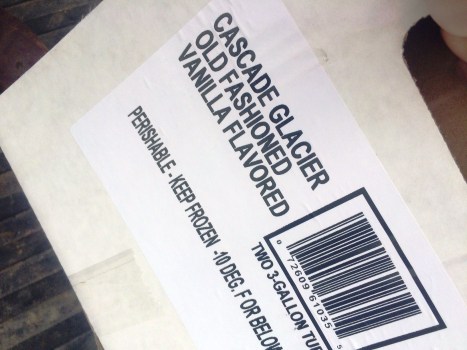 CASCADE GLACIER
OLD FASHIONED
VANILLA FLAVORED
PERISHABLE - KEEP FROZEN -10 DEG. F OR BELOW
TWO 3-GALLON
0 72609 61035 5